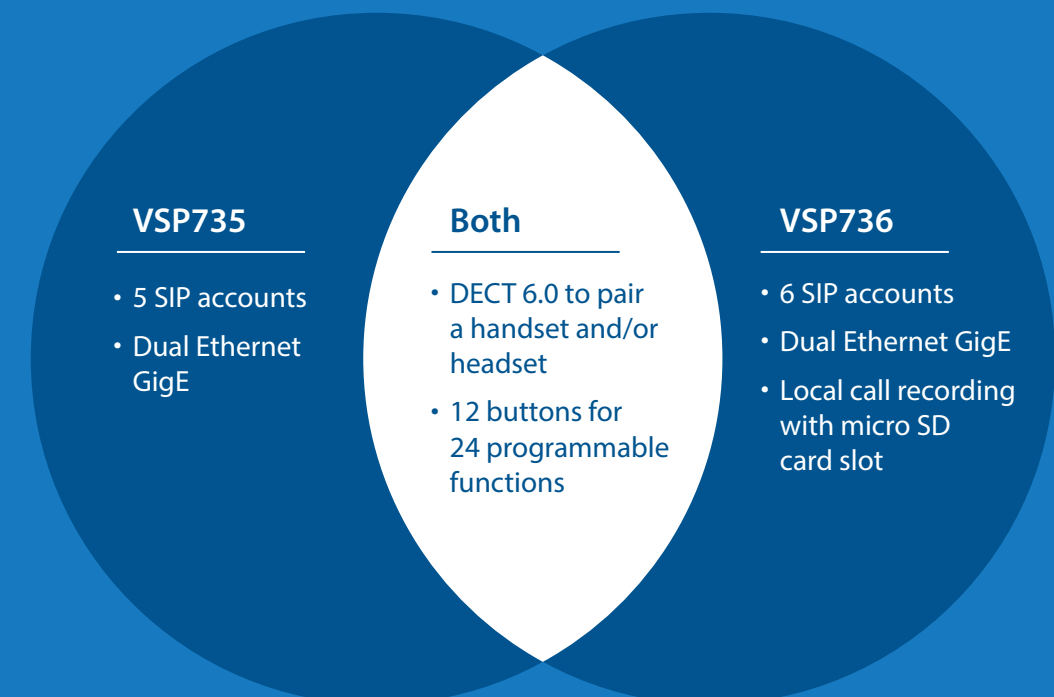 VSP735
• 5 SIP accounts
• Dual Ethernet
GigE
Both
• DECT 6.0 to pair
a handset and/or
headset
• 12 buttons for
24 programmable
functions
VSP736
• 6 SIP accounts
• Dual Ethernet GigE
• Local call recording
with micro SD
card slot